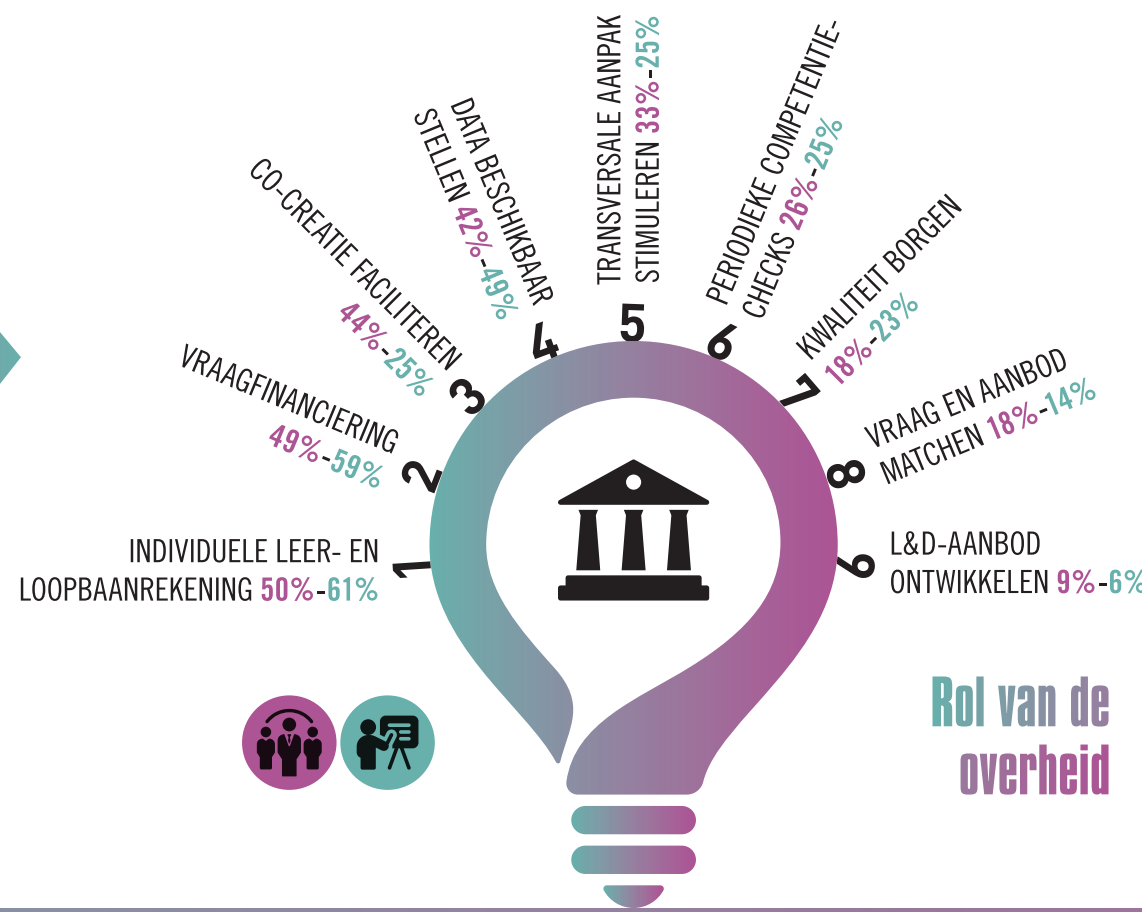 1
INDIVIDUELE LEER- EN
LOOPBAANREKENING 50%-61%
2
VRAAGFINANCIERING
49%-59%
3
CO-CREATIE FACILITEREN
44%-25%
4
DATA BESCHIKBAAR
STELLEN 42%-49%
5
TRANSVERSALE AANPAK
STIMULEREN 33%-25%
6
PERIODIEKE COMPETENTIE-
CHECKS 26%-25%
7
KWALITEIT BORGEN
18%-23%
8
VRAAG EN AANBOD
MATCHEN 18%-14%
9
L&D-AANBOD
ONTWIKKELEN 9%-6%
Rol van de
overheid